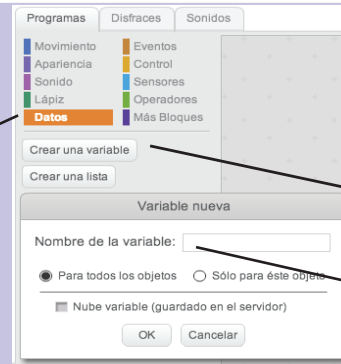 Programas Disfraces Sonidos
Movimiento Eventos
Apariencia Control
Sonido Sensores
Lápiz Operadores
Datos Más Bloques
Crear una variable
Crear una lista
Variable nueva
Nombre de la variable:
Para todos los objetos Sólo para éste objeto
Nube variable (guardado en el servidor)
OK Cancelar